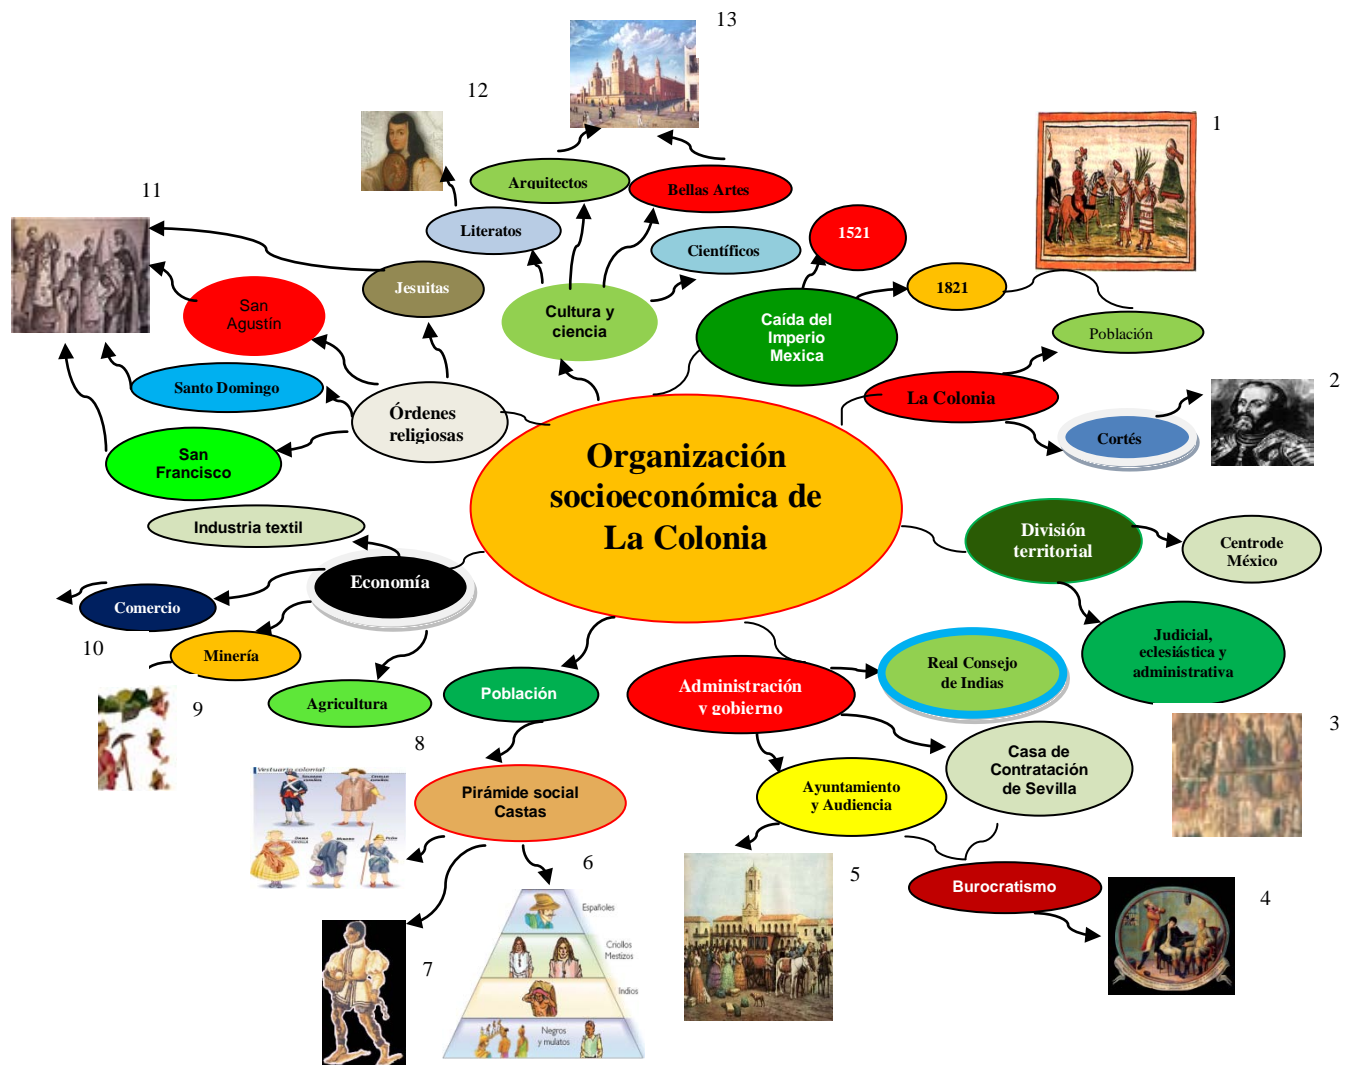 13
12
1
11
Arquitectos
Bellas Artes
Literatos
1521
Científicos
Jesuitas
1821
San
Agustín
Cultura y
ciencia
Caída del
Imperio
Mexica
Población
2
Santo Domingo
Órdenes
religiosas
La Colonia
Cortés
San
Francisco
Organización
socioeconómica de
La Colonia
Industria textil
División
territorial
Centrode
México
Economía
Comercio
10
Minería
Judicial,
eclesiástica y
administrativa
Real Consejo
de Indias
Administración
y gobierno
Población
Agricultura
9
3
8
Casa de
Contratación
de Sevilla
Vestuario colonial
Pirámide social
Castas
Ayuntamiento
y Audiencia
6
5
Burocratismo
4
Españoles
7
Criollos
Mestizos
Indios
Negros
y mulatos